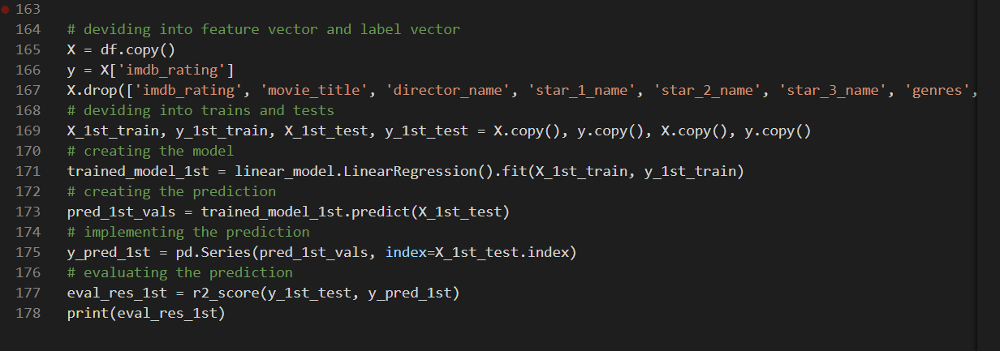 163
164 # deviding into feature vector and label vector
165 X = df.copy()
166 y = X['imdb_rating']
167 X.drop(['imdb_rating', 'movie_title', 'director_name', 'star_1_name', 'star_2_name', 'star_3_name', 'genres',
168 # deviding into trains and tests
169 X_1st_train, y_1st_train, X_1st_test, y_1st_test = X.copy(), y.copy(), X.copy(), y.copy()
170 # creating the model
171 trained_model_1st = linear_model.LinearRegression().fit(X_1st_train, y_1st_train)
172 # creating the prediction
173 pred_1st_vals = trained_model_1st.predict(X_1st_test)
174 # implementing the prediction
175 y_pred_1st = pd.Series(pred_1st_vals, index=X_1st_test.index)
176 # evaluating the prediction
177 eval_res_1st = r2_score(y_1st_test, y_pred_1st)
178 print(eval_res_1st)